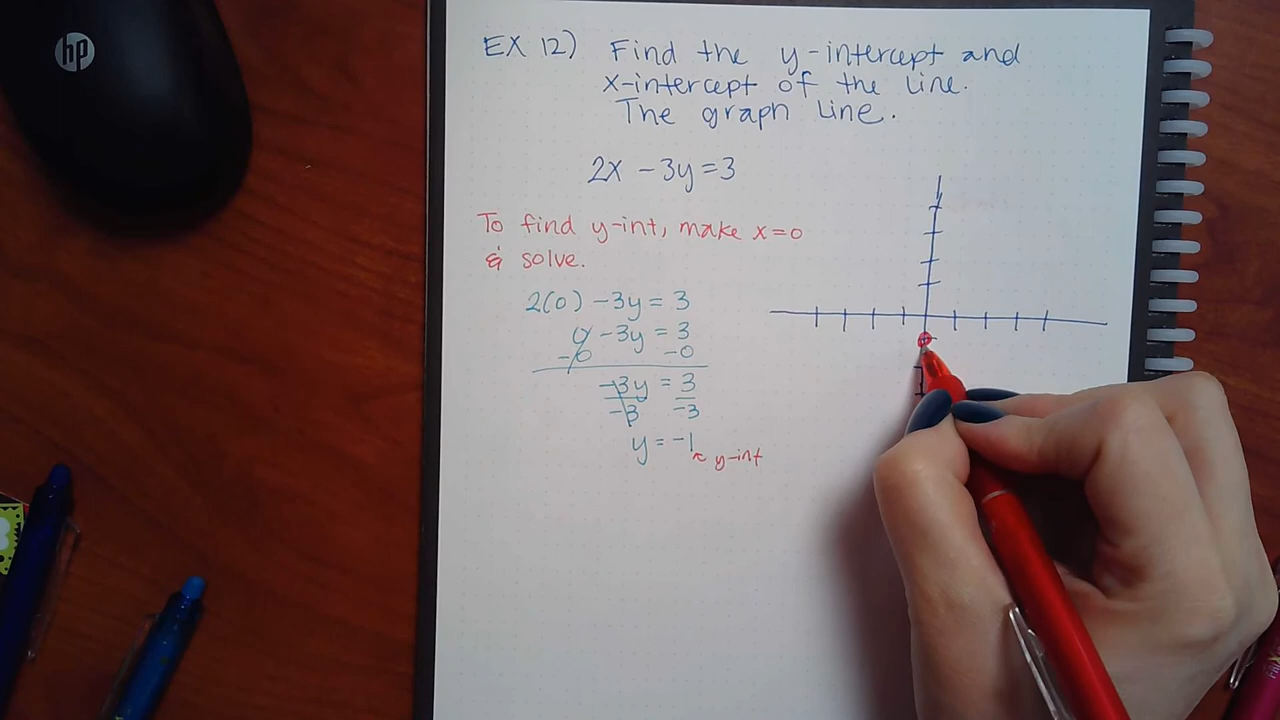 hp
EX 12) Find the y-intercept and
x-intercept of the line.
The graph line.
2x - 3y = 3
To find y-int, make x=0
& solve.
2(0) - 3y = 3
0 - 3y = 3
-0 -0
-3y = 3
-3 -3
y = -1
y-int